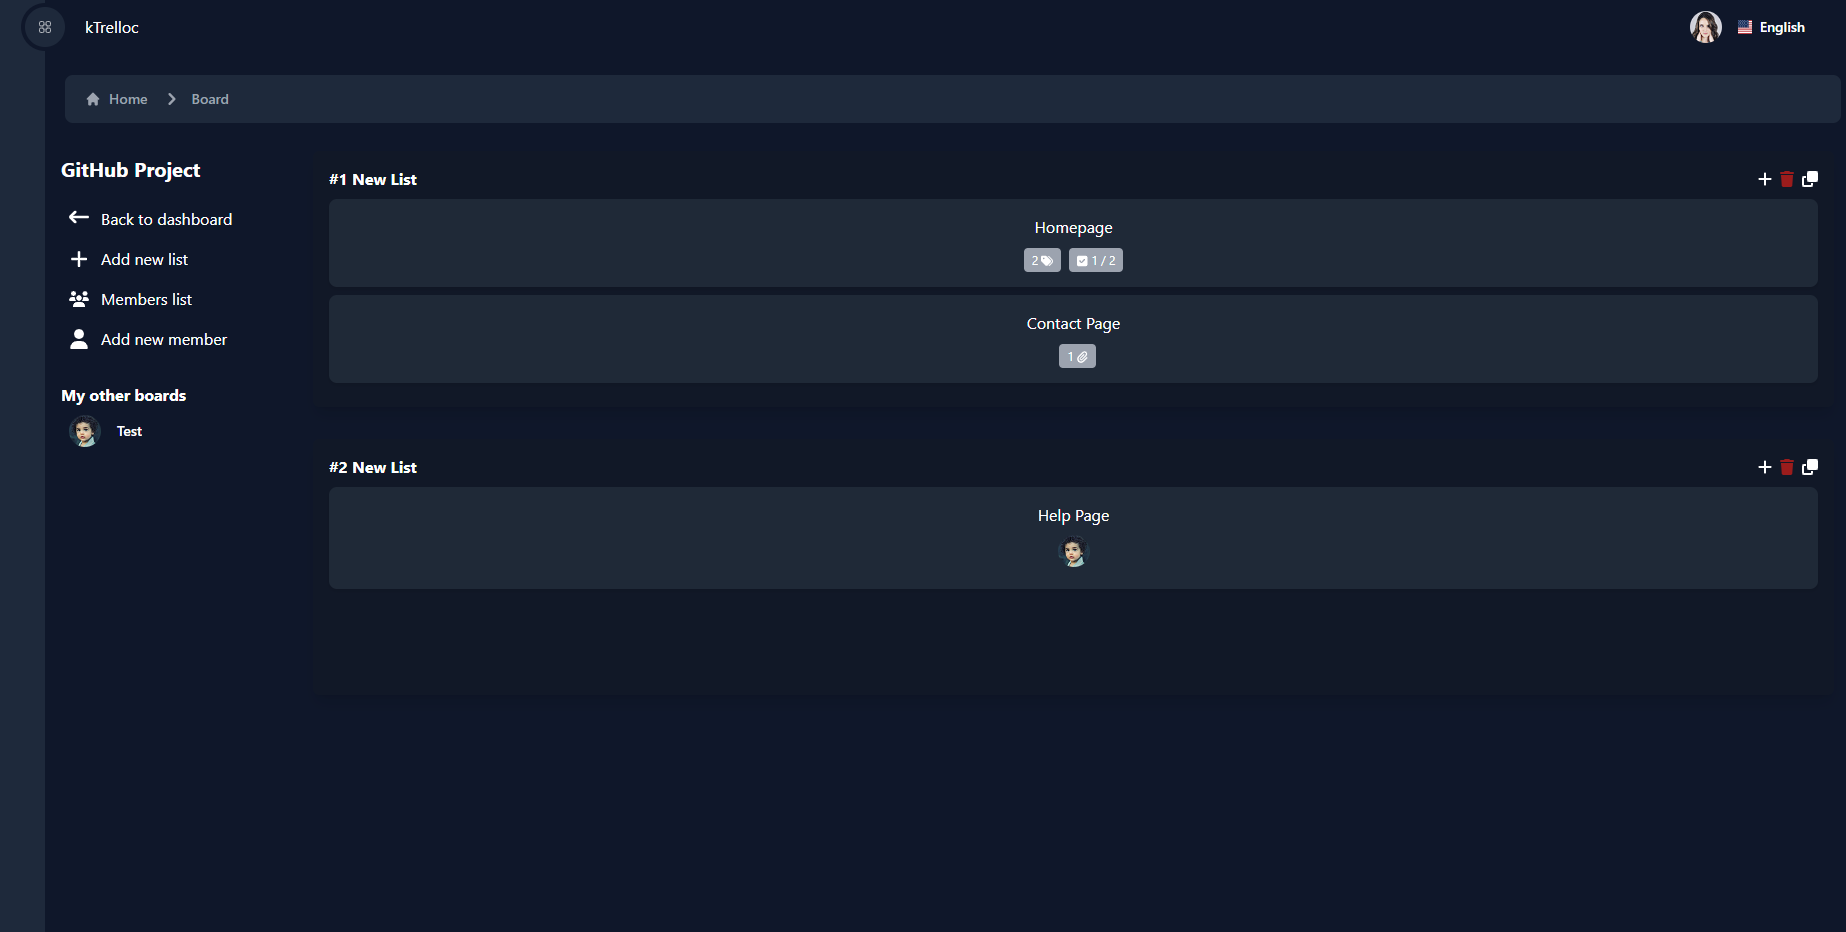 kTrelloc
English
Home
Board
GitHub Project
Back to dashboard
Add new list
Members list
Add new member
My other boards
Test
#1 New List
Homepage
2
1 / 2
Contact Page
1
#2 New List
Help Page